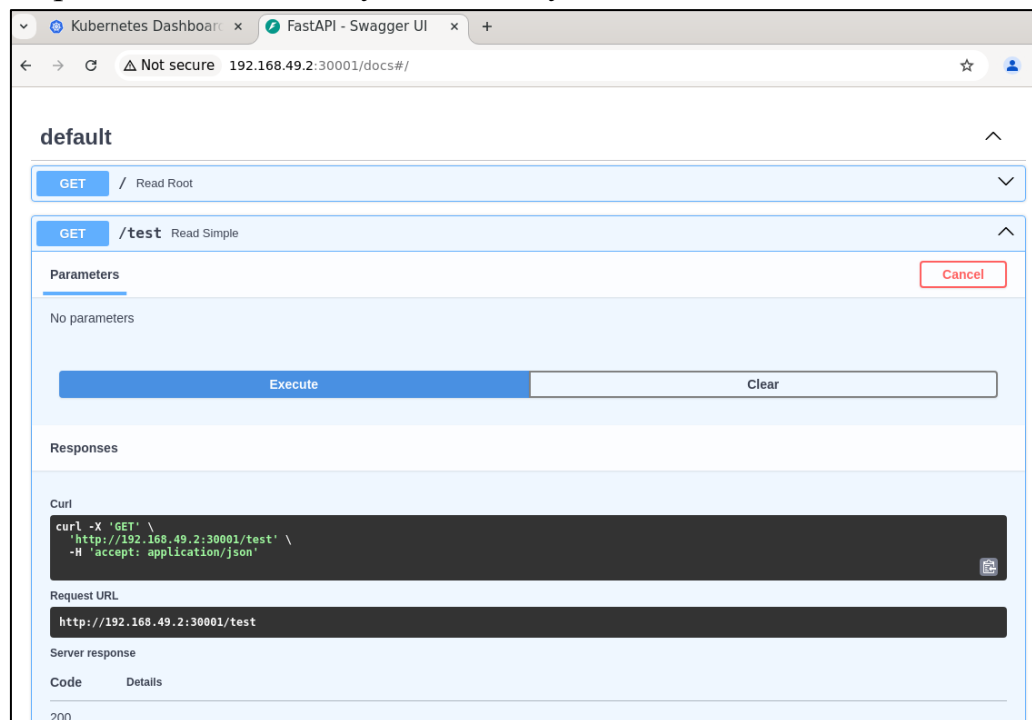 Kubernetes Dashboard
FastAPI - Swagger UI
Not secure 192.168.49.2:30001/docs#/
default
GET / Read Root
GET /test Read Simple
Parameters
Cancel
No parameters
Execute
Clear
Responses
Curl
curl -X 'GET' \
'http://192.168.49.2:30001/test' \
-H 'accept: application/json'
Request URL
http://192.168.49.2:30001/test
Server response
Code Details
200